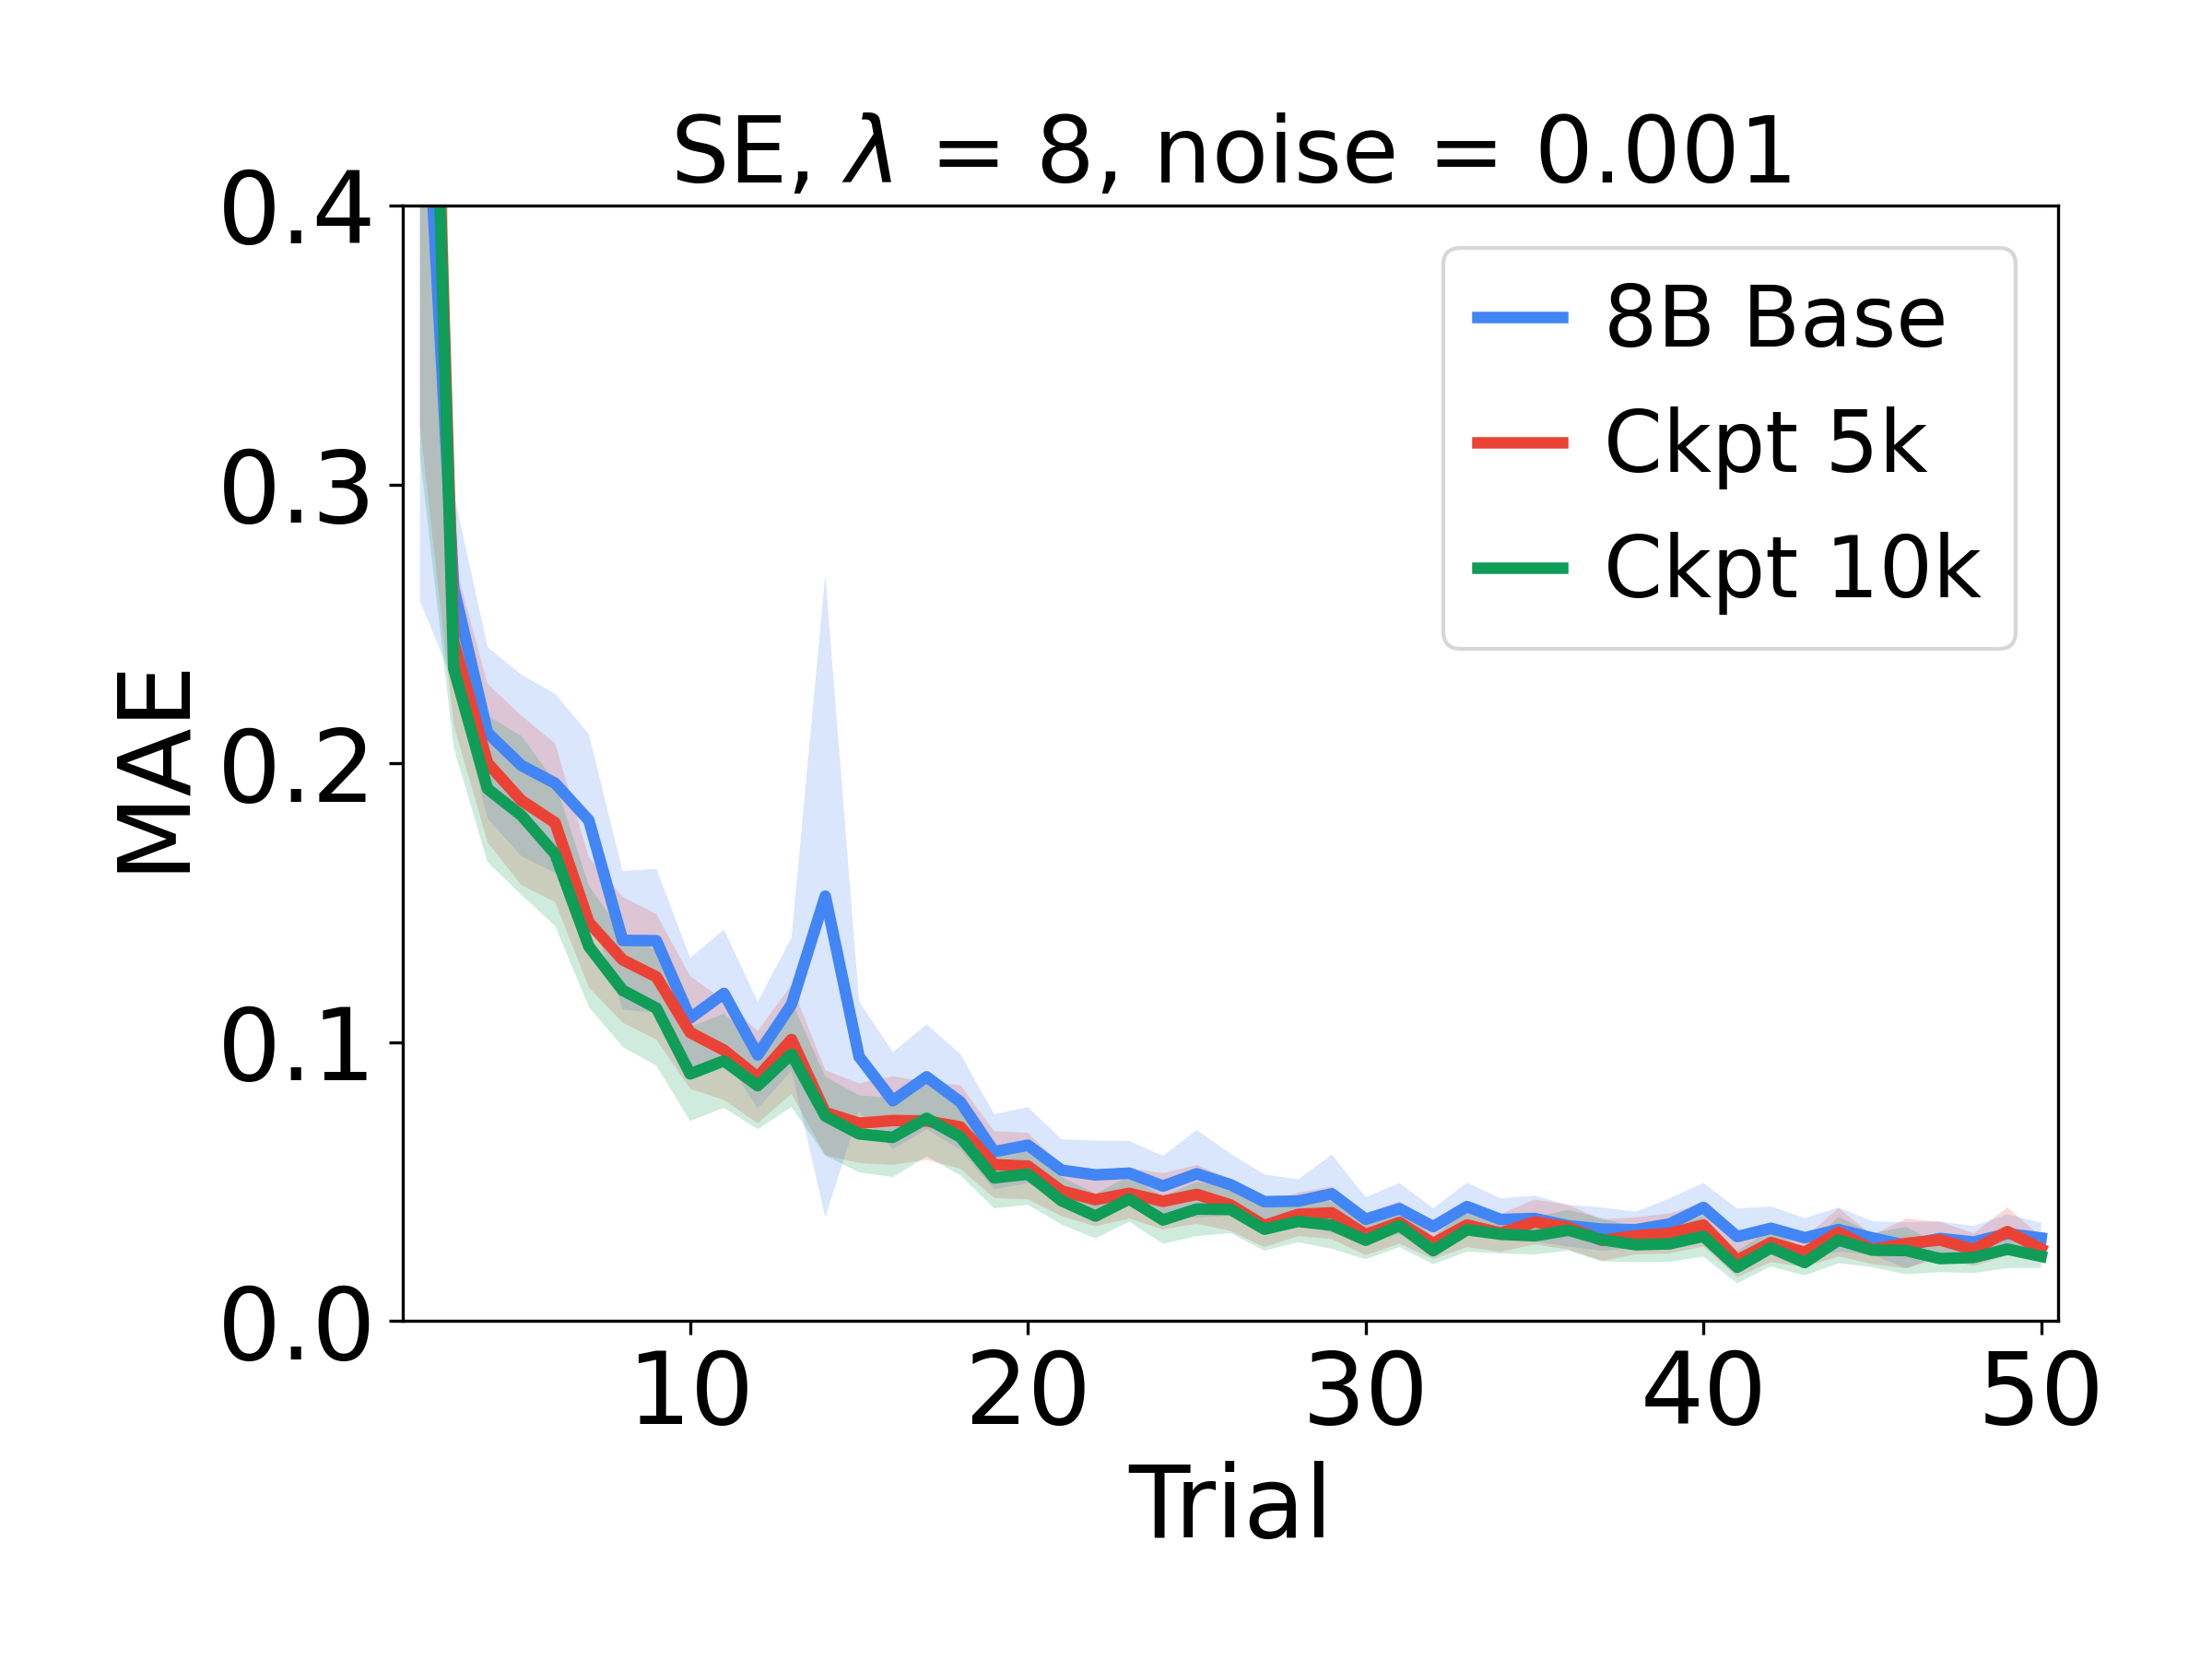 SE, λ = 8, noise = 0.001
0.4
0.3
0.2
0.1
0.0
MAE
8B Base
Ckpt 5k
Ckpt 10k
10 20 30 40 50
Trial